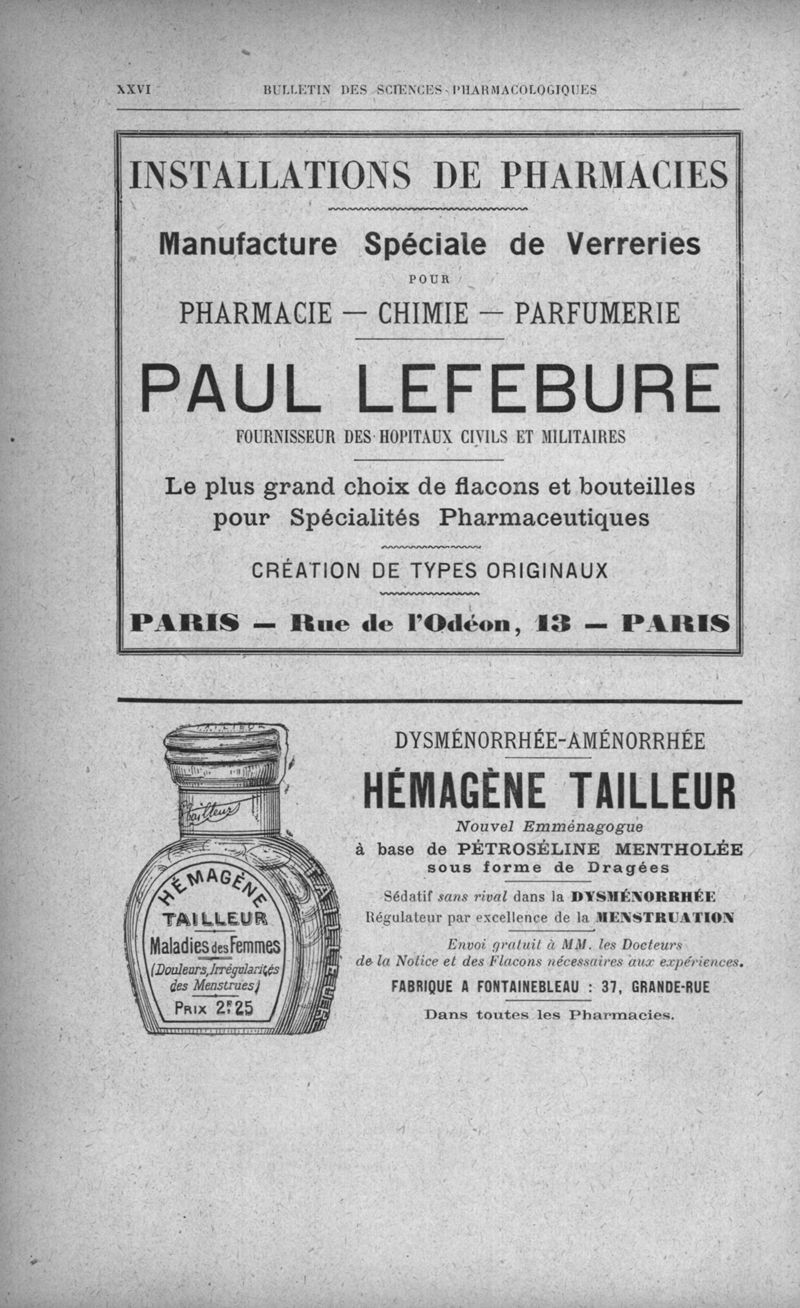 XXVI BULLETIN DES SCIENCES PHARMACOLOGIQUES
INSTALLATIONS DE PHARMACIES
Manufacture Spéciale de Verreries
POUR
PHARMACIE — CHIMIE — PARFUMERIE
PAUL LEFEBURE
FOURNISSEUR DES HOPITAUX CIVILS ET MILITAIRES
Le plus grand choix de flacons et bouteilles
pour Spécialités Pharmaceutiques
CRÉATION DE TYPES ORIGINAUX
PARIS — Rue de l'Odéon, 13 — PARIS
Tailleur
HÉMAGÈNE
TAILLEUR
Maladies des Femmes
(Douleurs, Irrégularités
des Menstrues)
PRIX 2F.25
TAILLEUR
DYSMÉNORRHÉE-AMÉNORRHÉE
HÉMAGÈNE TAILLEUR
Nouvel Emménagogue
à base de PÉTROSÉLINE MENTHOLÉE
sous forme de Dragées
Sédatif sans rival dans la DYSMÉNORRHÉE
Régulateur par excellence de la MENSTRUATION
Envoi gratuit à MM. les Docteurs
de la Notice et des Flacons nécessaires aux expériences.
FABRIQUE A FONTAINEBLEAU : 37, GRANDE-RUE
Dans toutes les Pharmacies.